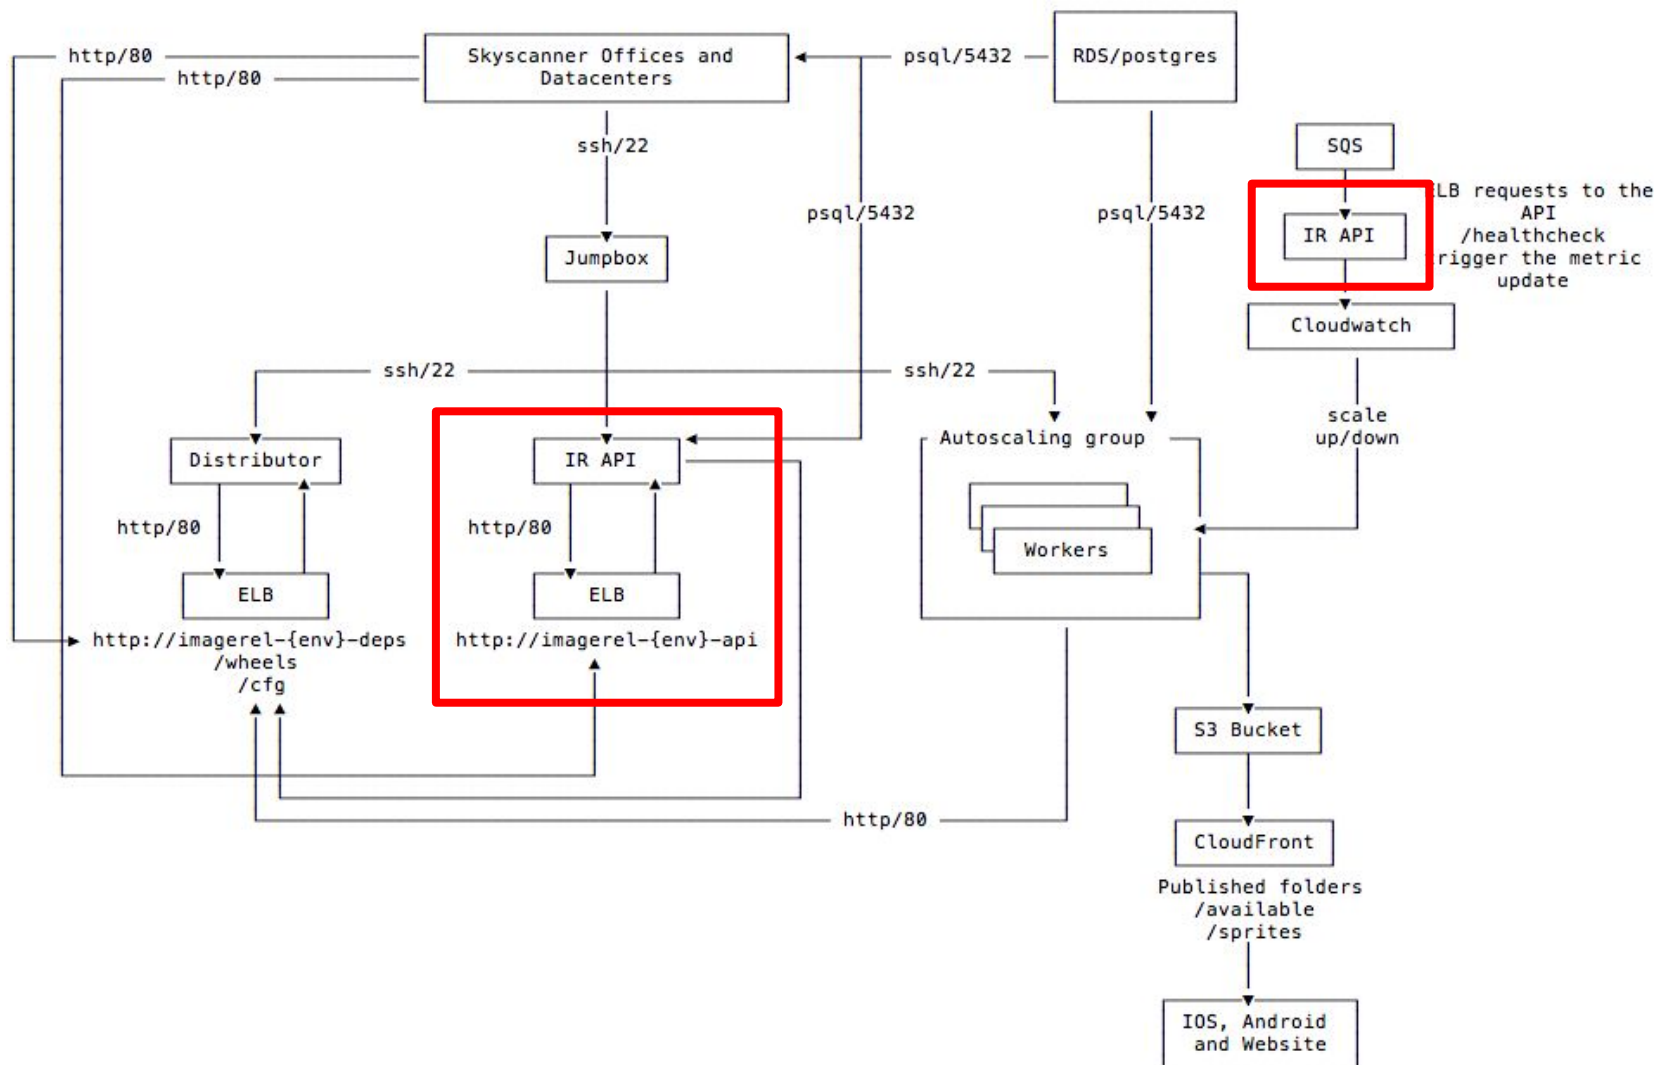 http/80
http/80
Skyscanner Offices and
Datacenters
psql/5432
RDS/postgres
ssh/22
SQS
psql/5432
psql/5432
ELB requests to the
API
/healthcheck
trigger the metric
update
IR API
Jumpbox
Cloudwatch
ssh/22
ssh/22
scale
up/down
Distributor
IR API
Autoscaling group
http/80
http/80
Workers
ELB
ELB
http://imagerel-{env}-deps
/wheels
/cfg
http://imagerel-{env}-api
S3 Bucket
http/80
CloudFront
Published folders
/available
/sprites
IOS, Android
and Website